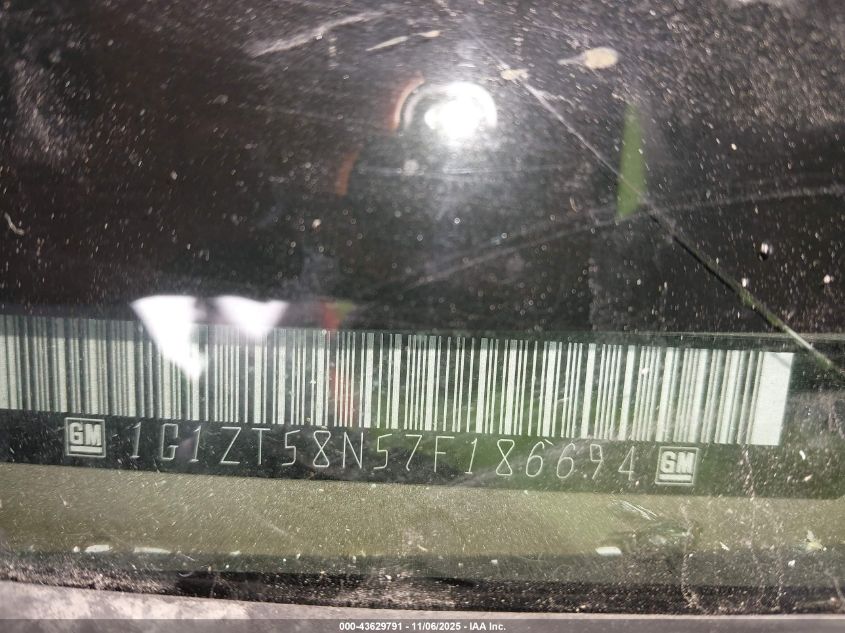 GM 1G1ZT58N57F186694 GM
000-43629791 - 11/06/2025 - IAA Inc.